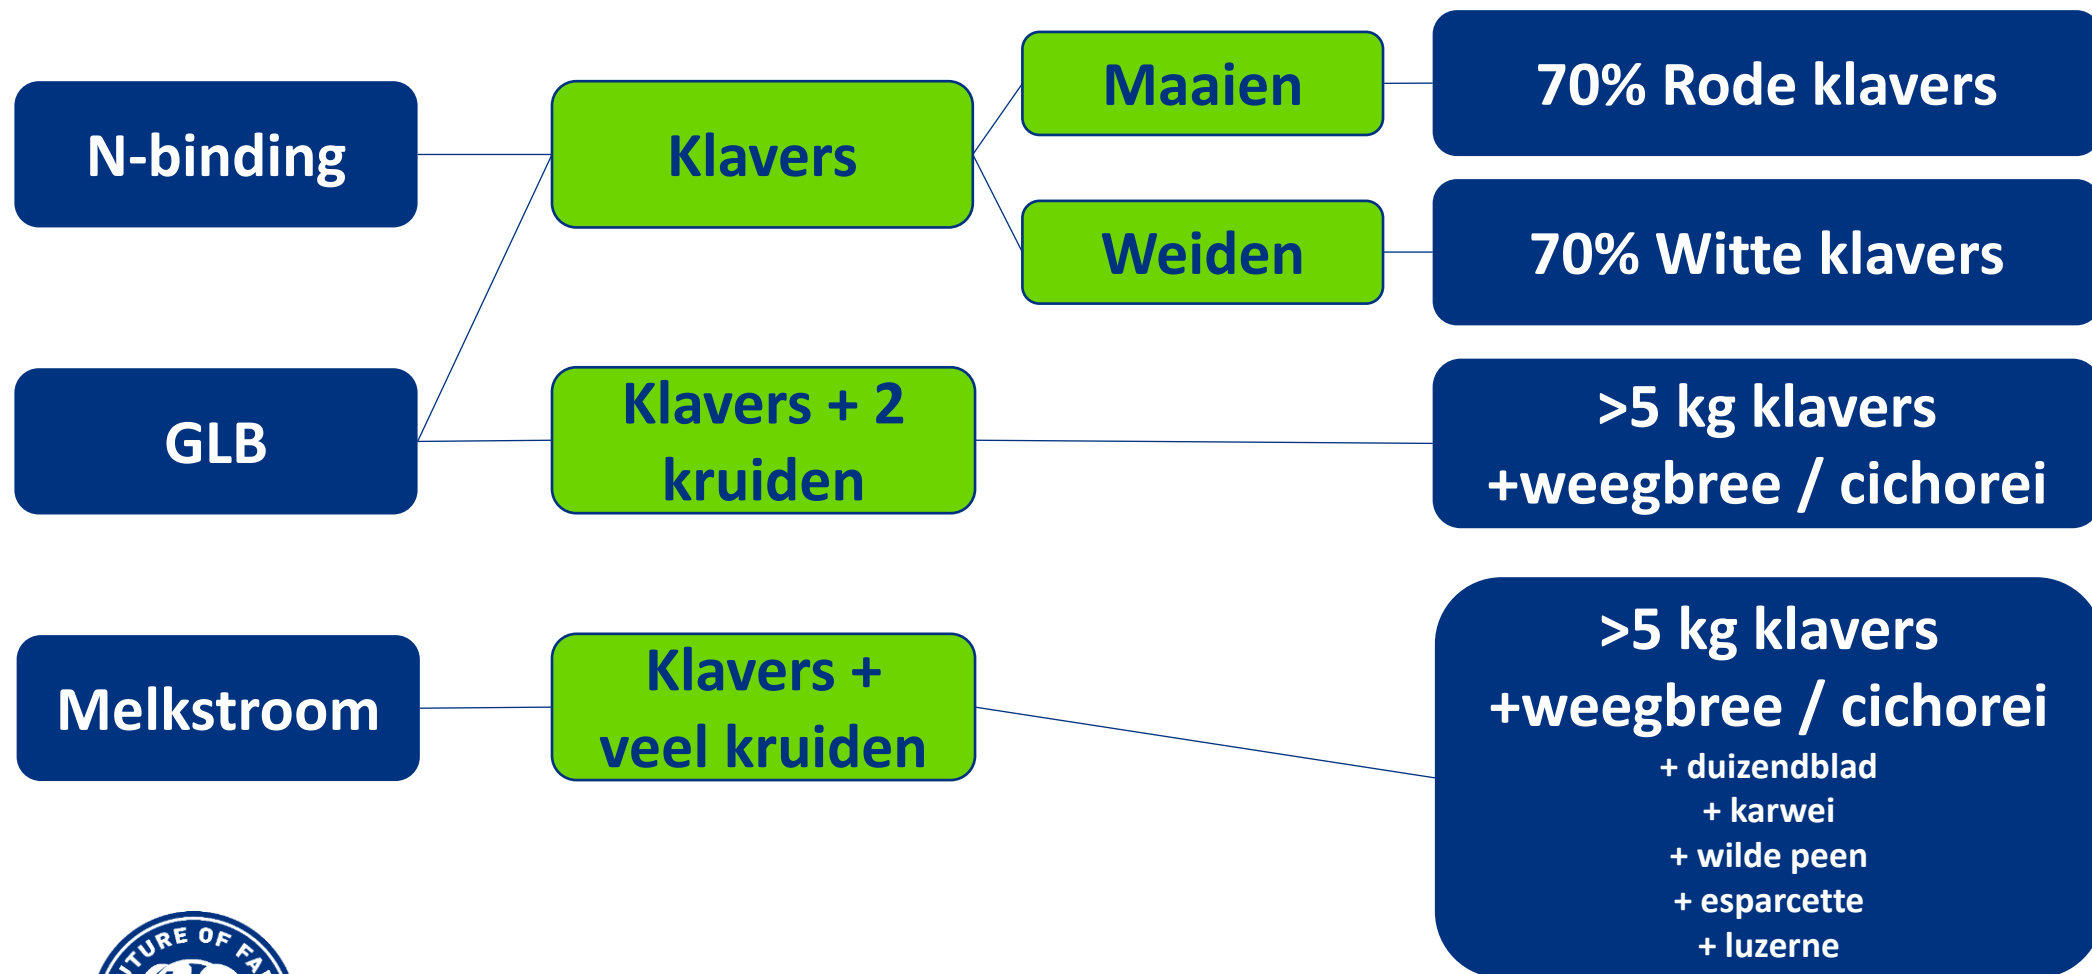 N-binding
Klavers
Maaien
70% Rode klavers
Weiden
70% Witte klavers
GLB
Klavers + 2
kruiden
>5 kg klavers
+weegbree / cichorei
Melkstroom
Klavers +
veel kruiden
>5 kg klavers
+weegbree / cichorei
+ duizendblad
+ karwei
+ wilde peen
+ esparcette
+ luzerne
OF